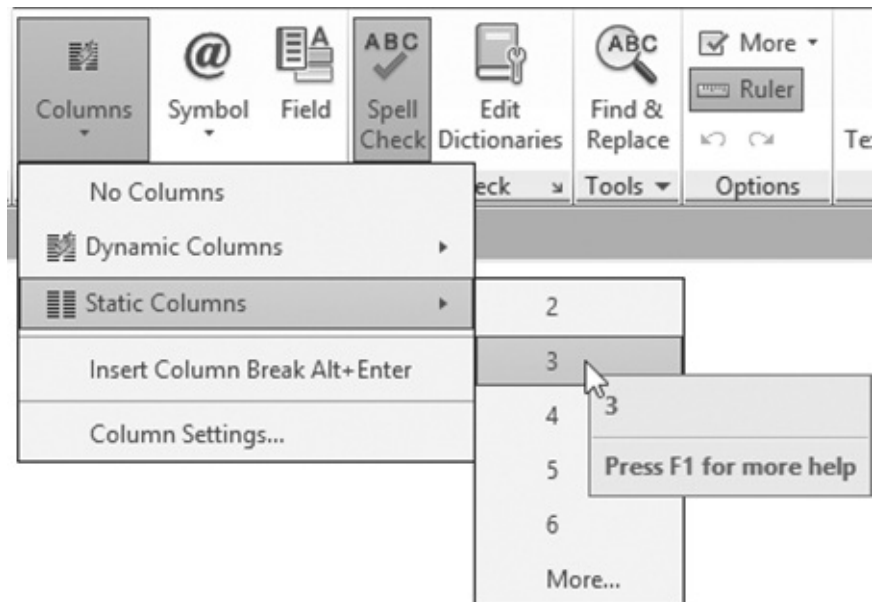 @
A
ABC
ABC
More
Columns
Symbol
Field
Spell
Check
Edit
Dictionaries
Find &
Replace
Ruler
No Columns
Tools
Options
Dynamic Columns
Static Columns
2
Insert Column Break Alt+Enter
3
3
Column Settings...
4
5
Press F1 for more help
6
More...